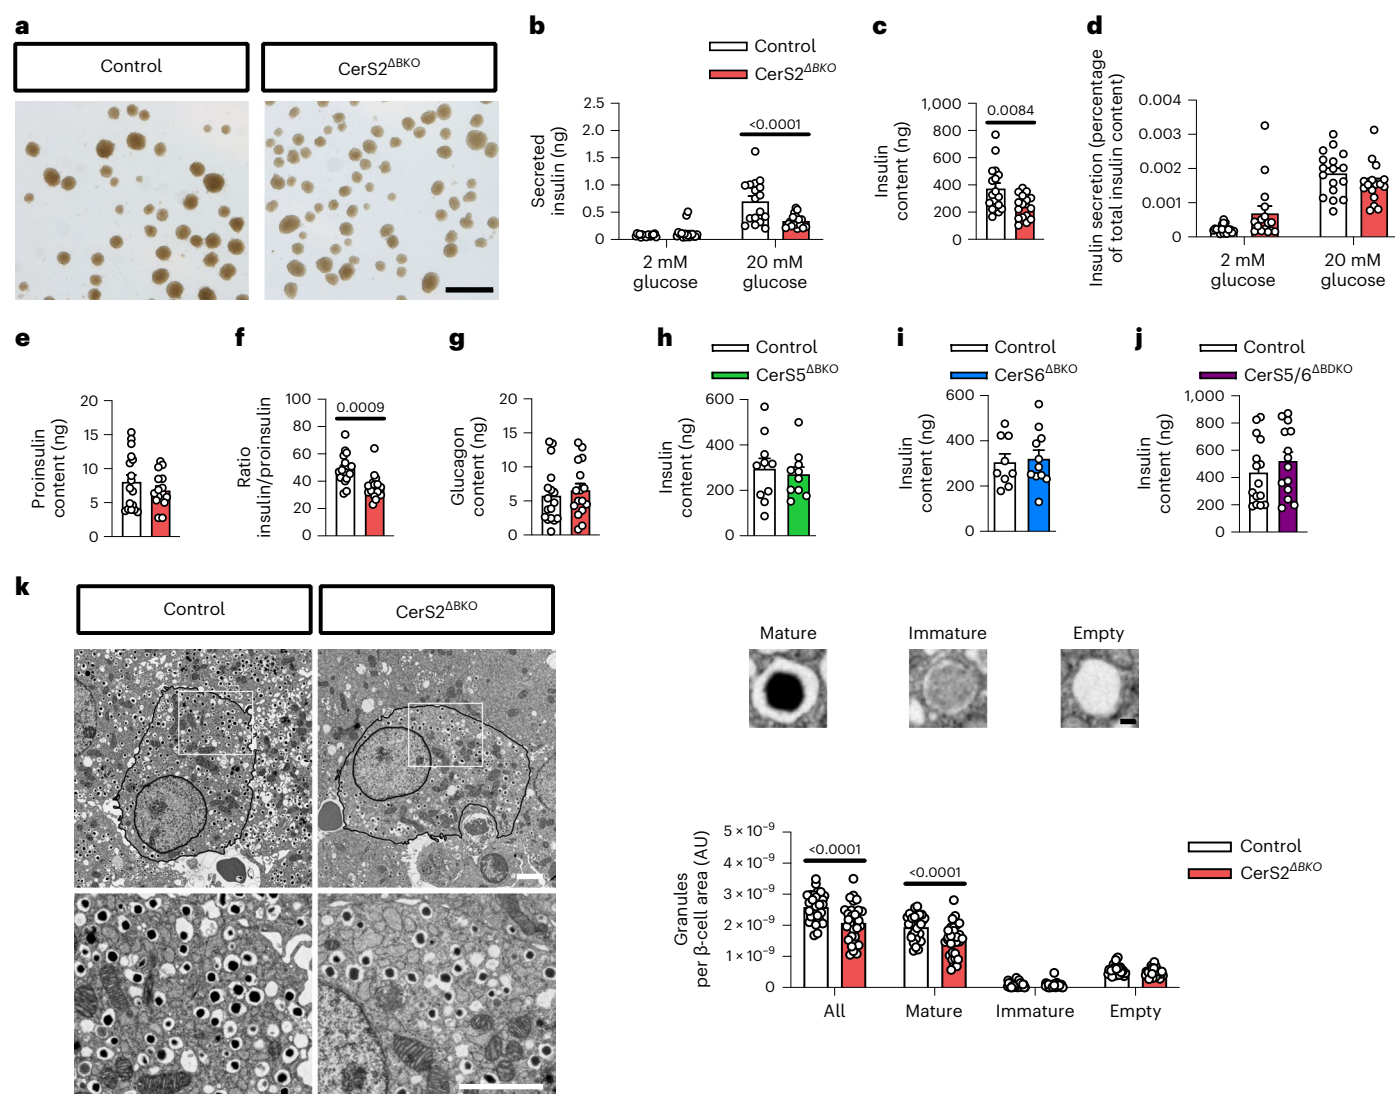 a
Control
CerS2ΔBKO
b
Control
CerS2ΔBKO
Secreted
insulin (ng)
2.5
2.0
1.5
1.0
0.5
0
<0.0001
2 mM
glucose
20 mM
glucose
c
Insulin
content (ng)
1,000
800
600
400
200
0
0.0084
d
Insulin secretion (percentage
of total insulin content)
0.004
0.003
0.002
0.001
0
2 mM
glucose
20 mM
glucose
e
Proinsulin
content (ng)
20
15
10
5
0
f
Ratio
insulin/proinsulin
100
80
60
40
20
0
0.0009
g
Glucagon
content (ng)
20
15
10
5
0
h
Control
CerS5ΔBKO
Insulin
content (ng)
600
400
200
0
i
Control
CerS6ΔBKO
Insulin
content (ng)
600
400
200
0
j
Control
CerS5/6ΔBDKO
Insulin
content (ng)
1,000
800
600
400
200
0
k
Control
CerS2ΔBKO
Mature
Immature
Empty
Granules
per β-cell area (AU)
5 × 10⁻⁹
4 × 10⁻⁹
3 × 10⁻⁹
2 × 10⁻⁹
1 × 10⁻⁹
0
<0.0001
<0.0001
All
Mature
Immature
Empty
Control
CerS2ΔBKO